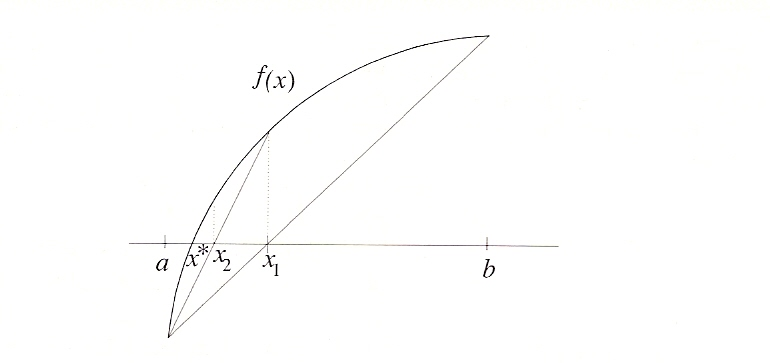 f(x)
a x* x₂ x₁ b